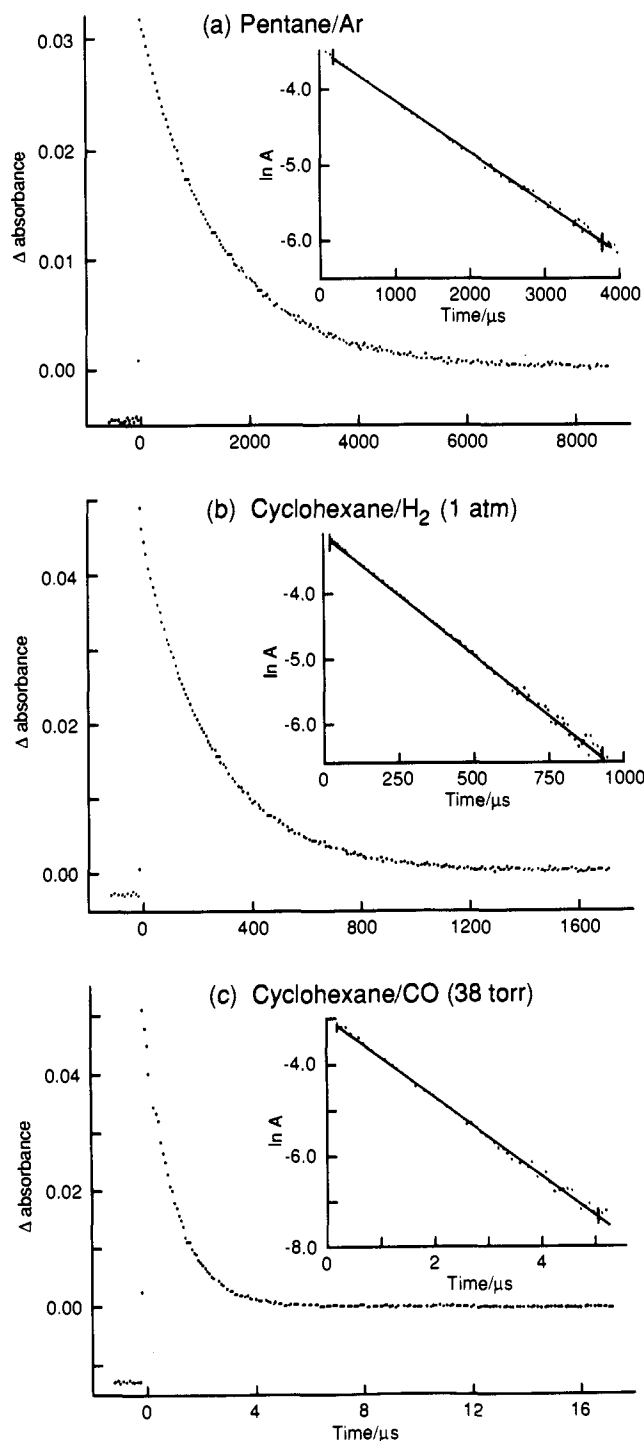 (a) Pentane/Ar
0.03
0.02
0.01
0.00
Δ absorbance
0 2000 4000 6000 8000
-4.0
-5.0
-6.0
ln A
0 1000 2000 3000 4000
Time/μs
(b) Cyclohexane/H₂ (1 atm)
0.04
0.02
0.00
Δ absorbance
0 400 800 1200 1600
-4.0
-5.0
-6.0
ln A
0 250 500 750 1000
Time/μs
(c) Cyclohexane/CO (38 torr)
0.04
0.02
0.00
Δ absorbance
0 4 8 12 16
Time/μs
-4.0
-6.0
-8.0
ln A
0 2 4
Time/μs